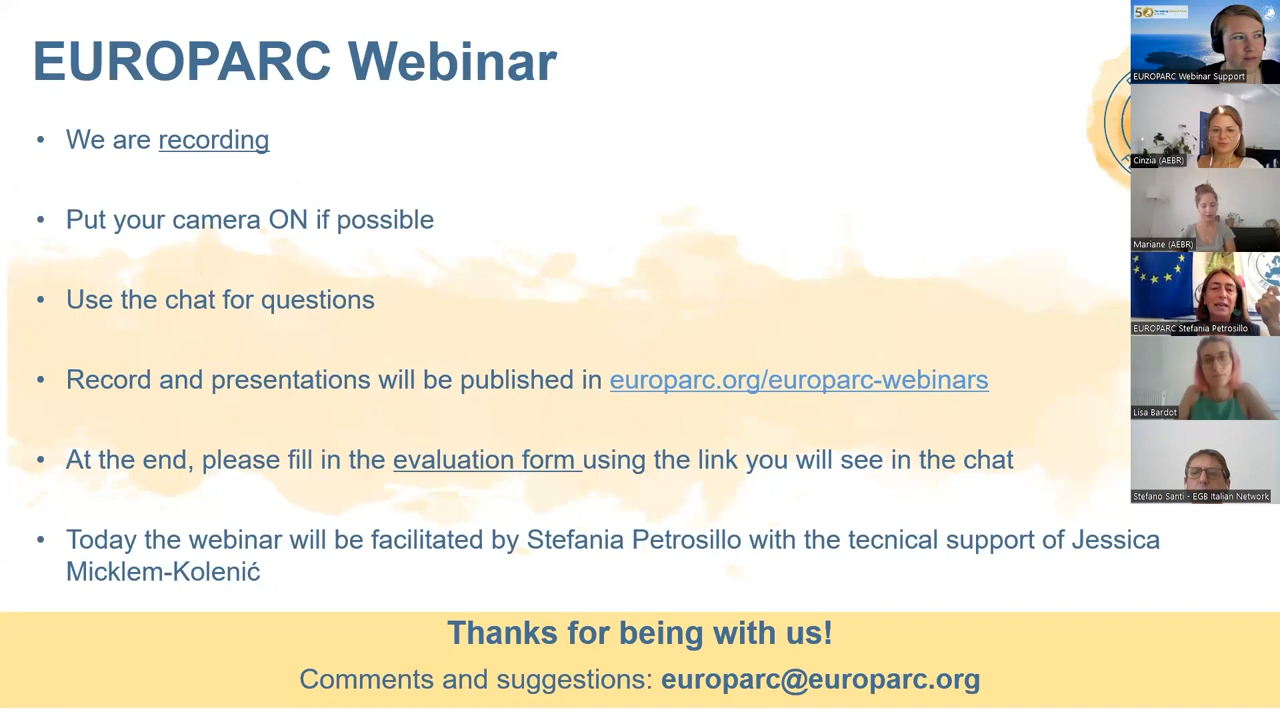 EUROPARC Webinar
• We are recording
• Put your camera ON if possible
• Use the chat for questions
• Record and presentations will be published in europarc.org/europarc-webinars
• At the end, please fill in the evaluation form using the link you will see in the chat
• Today the webinar will be facilitated by Stefania Petrosillo with the tecnical support of Jessica
Micklem-Kolenić
Thanks for being with us!
Comments and suggestions: europarc@europarc.org
50
EUROPARC Webinar Support
Cinzia (AEBR)
Mariane (AEBR)
EUROPARC Stefania Petrosillo
Lisa Bardot
Stefano Santi - EGB Italian Network